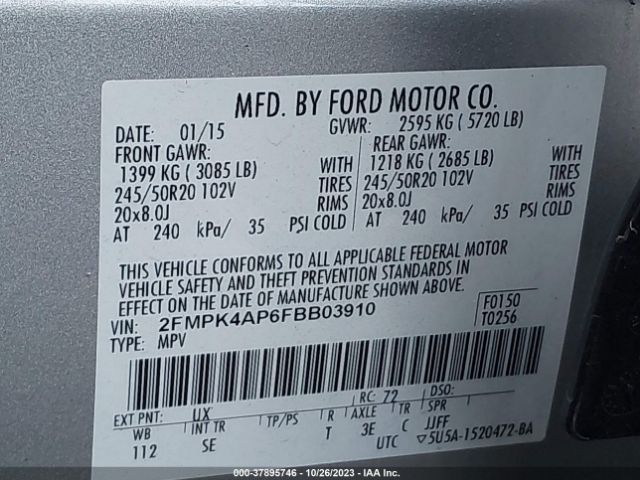 MFD. BY FORD MOTOR CO.
DATE: 01/15 GVWR: 2595 KG ( 5720 LB)
FRONT GAWR: REAR GAWR:
1399 KG ( 3085 LB) WITH 1218 KG ( 2685 LB) WITH
245/50R20 102V TIRES 245/50R20 102V TIRES
20x8.0J RIMS 20x8.0J RIMS
AT 240 kPa/ 35 PSI COLD AT 240 kPa/ 35 PSI COLD
THIS VEHICLE CONFORMS TO ALL APPLICABLE FEDERAL MOTOR
VEHICLE SAFETY AND THEFT PREVENTION STANDARDS IN
EFFECT ON THE DATE OF MANUFACTURE SHOWN ABOVE.
VIN: 2FMPK4AP6FBB03910 F0150
TYPE: MPV T0256
EXT PNT: UX RC: 72 DSO:
WB TP/PS R AXLE TR SPR
112 SE T 3E C JJFF
UTC ▽5U5A-1520472-BA
000-37895746 - 10/26/2023 - IAA Inc.